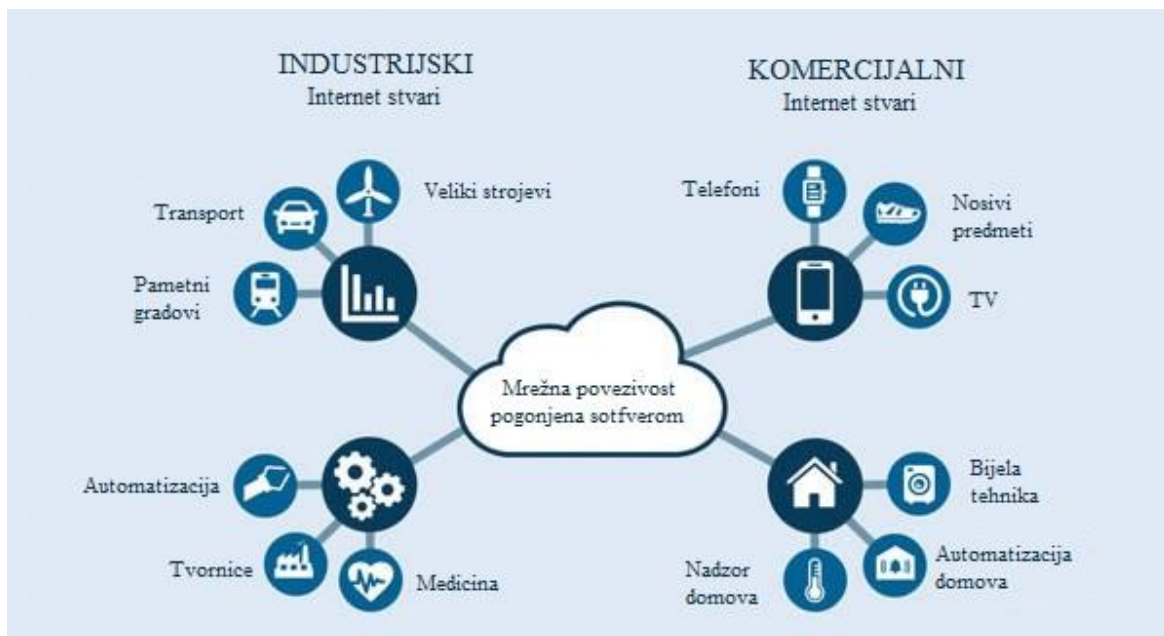 INDUSTRIJSKI
Internet stvari
KOMERCIJALNI
Internet stvari
Veliki strojevi
Transport
Pametni
gradovi
Telefoni
Nosivi
predmeti
TV
Mrežna povezivost
pogonjena sotfverom
Automatizacija
Tvornice
Medicina
Bijela
tehnika
Automatizacija
domova
Nadzor
domova